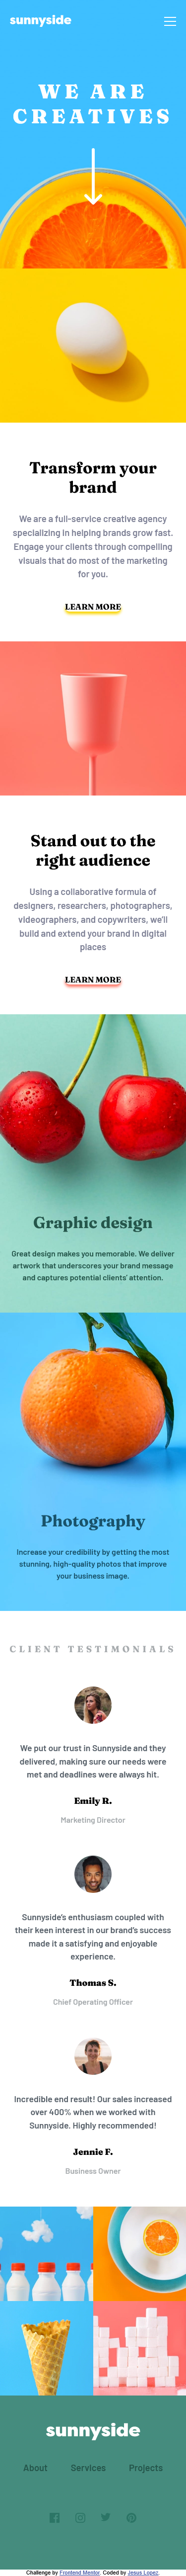 sunnyside
WE ARE
CREATIVES
Transform your
brand
We are a full-service creative agency
specializing in helping brands grow fast.
Engage your clients through compelling
visuals that do most of the marketing
for you.
LEARN MORE
Stand out to the
right audience
Using a collaborative formula of
designers, researchers, photographers,
videographers, and copywriters, we'll
build and extend your brand in digital
places
LEARN MORE
Graphic design
Great design makes you memorable. We deliver
artwork that underscores your brand message
and captures potential clients' attention.
Photography
Increase your credibility by getting the most
stunning, high-quality photos that improve
your business image.
CLIENT TESTIMONIALS
We put our trust in Sunnyside and they
delivered, making sure our needs were
met and deadlines were always hit.
Emily R.
Marketing Director
Sunnyside's enthusiasm coupled with
their keen interest in our brand's success
made it a satisfying and enjoyable
experience.
Thomas S.
Chief Operating Officer
Incredible end result! Our sales increased
over 400% when we worked with
Sunnyside. Highly recommended!
Jennie F.
Business Owner
sunnyside
About Services Projects
Challenge by Frontend Mentor. Coded by Jesus Lopez.